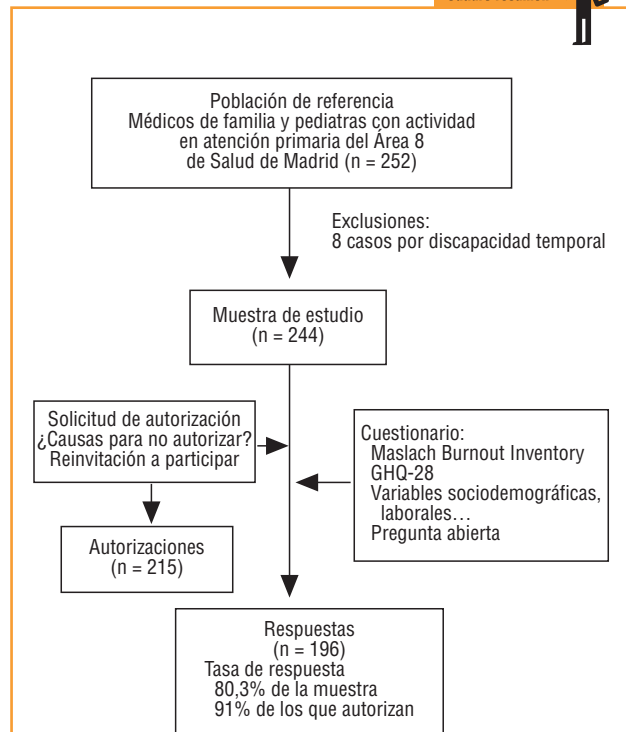 Población de referencia
Médicos de familia y pediatras con actividad
en atención primaria del Área 8
de Salud de Madrid (n = 252)
Exclusiones:
8 casos por discapacidad temporal
Muestra de estudio
(n = 244)
Solicitud de autorización
¿Causas para no autorizar?
Reinvitación a participar
Cuestionario:
Maslach Burnout Inventory
GHQ-28
Variables sociodemográficas,
laborales…
Pregunta abierta
Autorizaciones
(n = 215)
Respuestas
(n = 196)
Tasa de respuesta
80,3% de la muestra
91% de los que autorizan